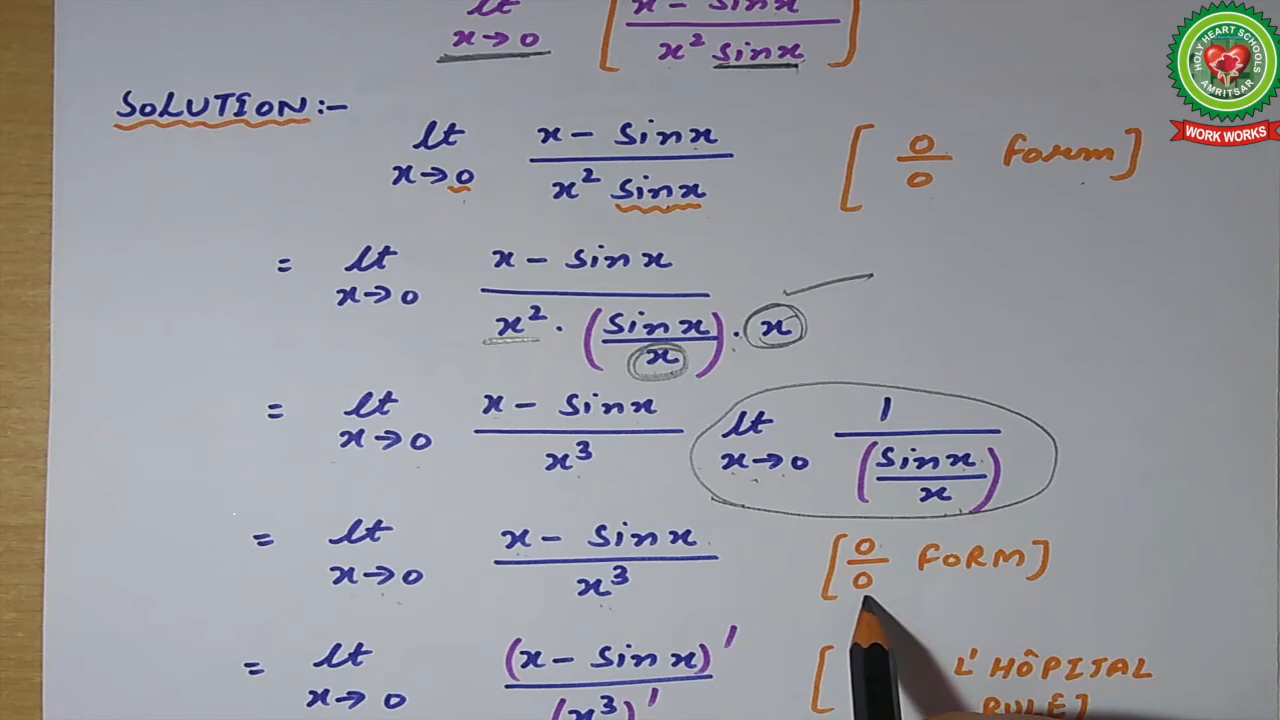 lt x→0 [ x - sinx / x² sinx ]
SOLUTION:-
lt x→0 x - sinx / x² sinx [ 0/0 form ]
= lt x→0 x - sinx / x² · (sinx / x) · x
= lt x→0 x - sinx / x³ lt x→0 1 / (sinx / x)
= lt x→0 x - sinx / x³ [ 0/0 FORM ]
= lt x→0 (x - sinx)' / (x³)' [ L'HÔPITAL
RULE]
HOLY HEART SCHOOLS
AMRITSAR
WORK WORKS